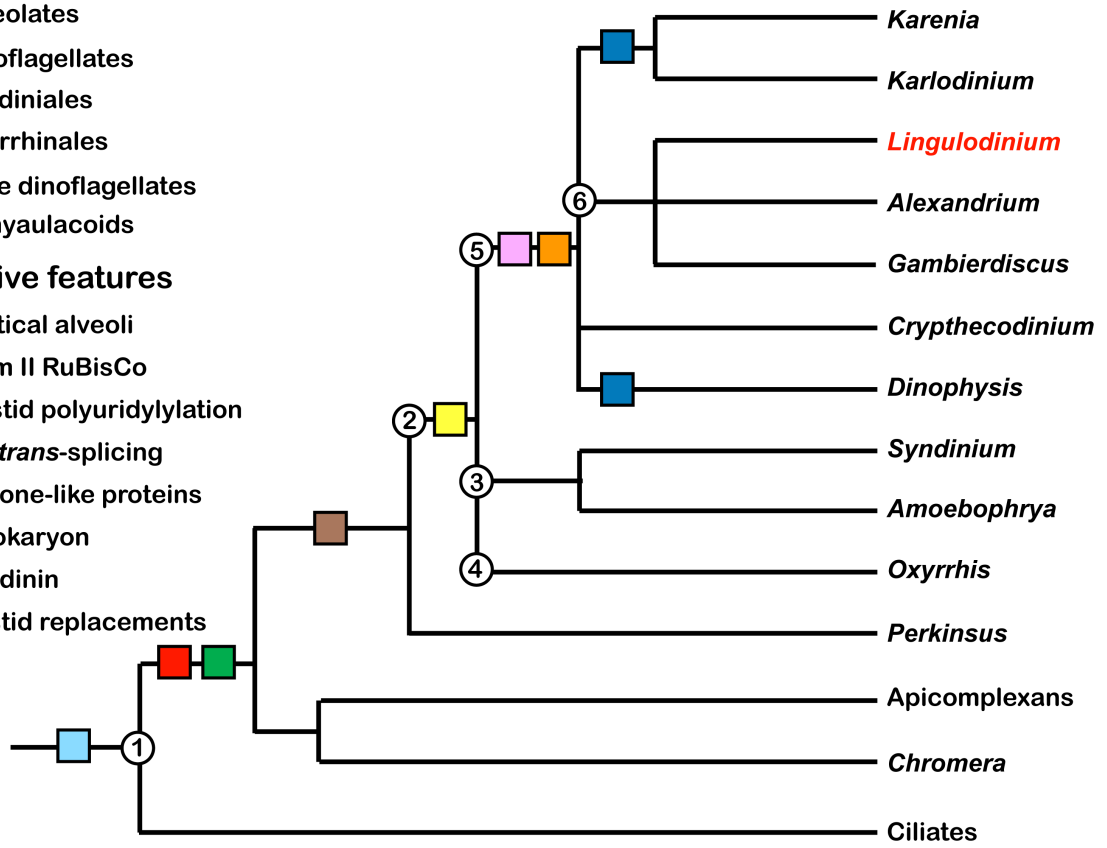 eolates
oflagellates
diniales
rrhinales
e dinoflagellates
yaulacoids
ive features
tical alveoli
m II RuBisCo
stid polyuridylylation
trans-splicing
one-like proteins
okaryon
dinin
tid replacements
Karenia
Karlodinium
Lingulodinium
Alexandrium
Gambierdiscus
Crypthecodinium
Dinophysis
Syndinium
Amoebophrya
Oxyrrhis
Perkinsus
Apicomplexans
Chromera
Ciliates
6
5
2
3
4
1